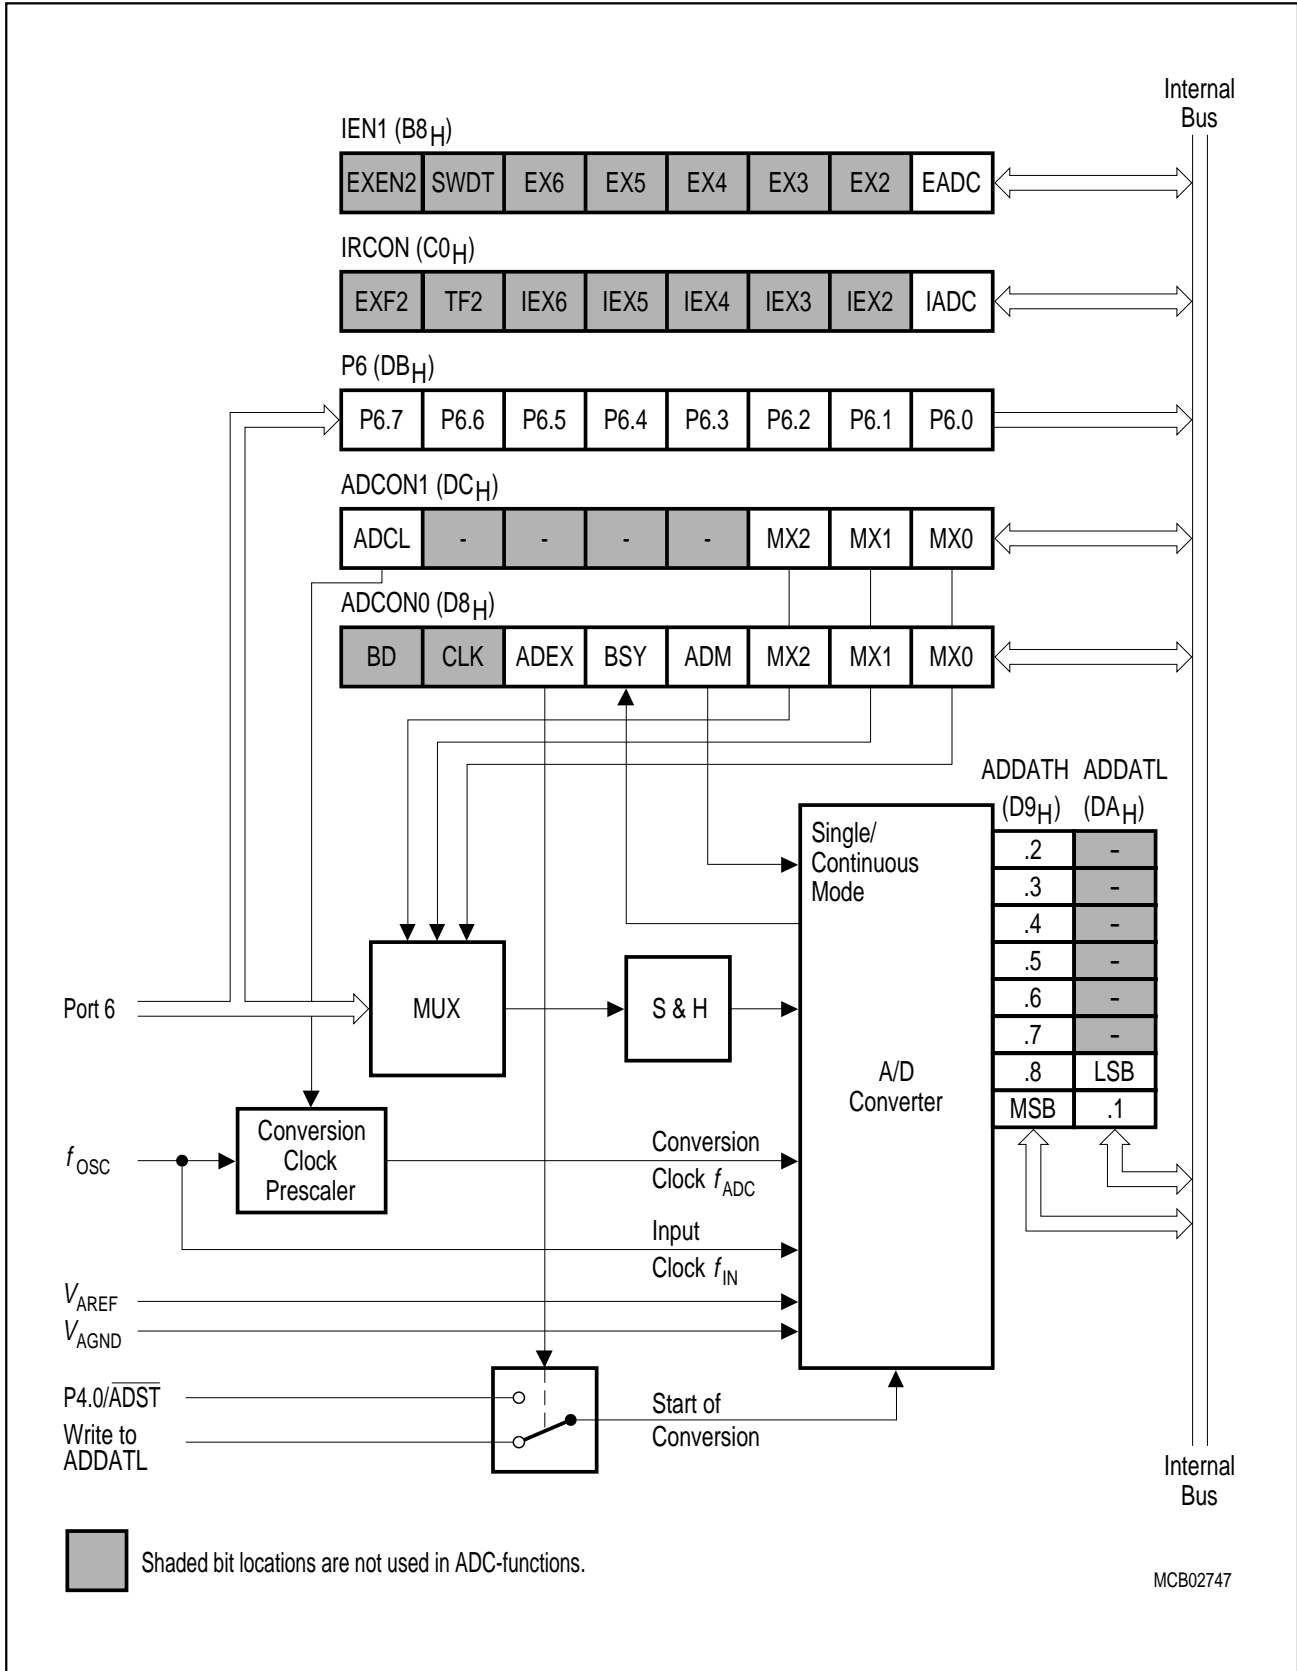 Internal
Bus
IEN1 (B8H)
EXEN2 SWDT EX6 EX5 EX4 EX3 EX2 EADC
IRCON (C0H)
EXF2 TF2 IEX6 IEX5 IEX4 IEX3 IEX2 IADC
P6 (DBH)
P6.7 P6.6 P6.5 P6.4 P6.3 P6.2 P6.1 P6.0
ADCON1 (DCH)
ADCL - - - - MX2 MX1 MX0
ADCON0 (D8H)
BD CLK ADEX BSY ADM MX2 MX1 MX0
ADDATH ADDATL
(D9H) (DAH)
Single/
Continuous
Mode
.2 -
.3 -
.4 -
.5 -
.6 -
.7 -
.8 LSB
MSB .1
Port 6
MUX
S & H
A/D
Converter
fOSC
Conversion
Clock
Prescaler
Conversion
Clock fADC
Input
Clock fIN
VAREF
VAGND
P4.0/ADST
Write to
ADDATL
Start of
Conversion
Internal
Bus
Shaded bit locations are not used in ADC-functions.
MCB02747